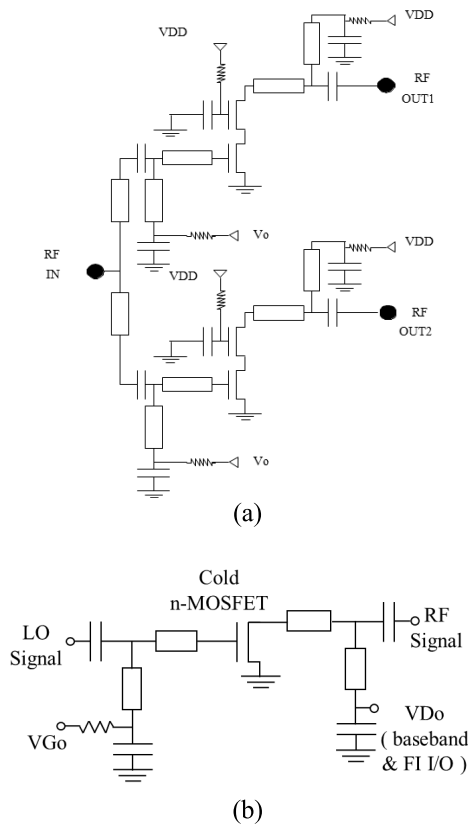 VDD
VDD
RF
OUT1
Vo
RF
IN
VDD
VDD
RF
OUT2
Vo
(a)
Cold
n-MOSFET
LO
Signal
RF
Signal
VGo
VDo
( baseband
& FI I/O )
(b)